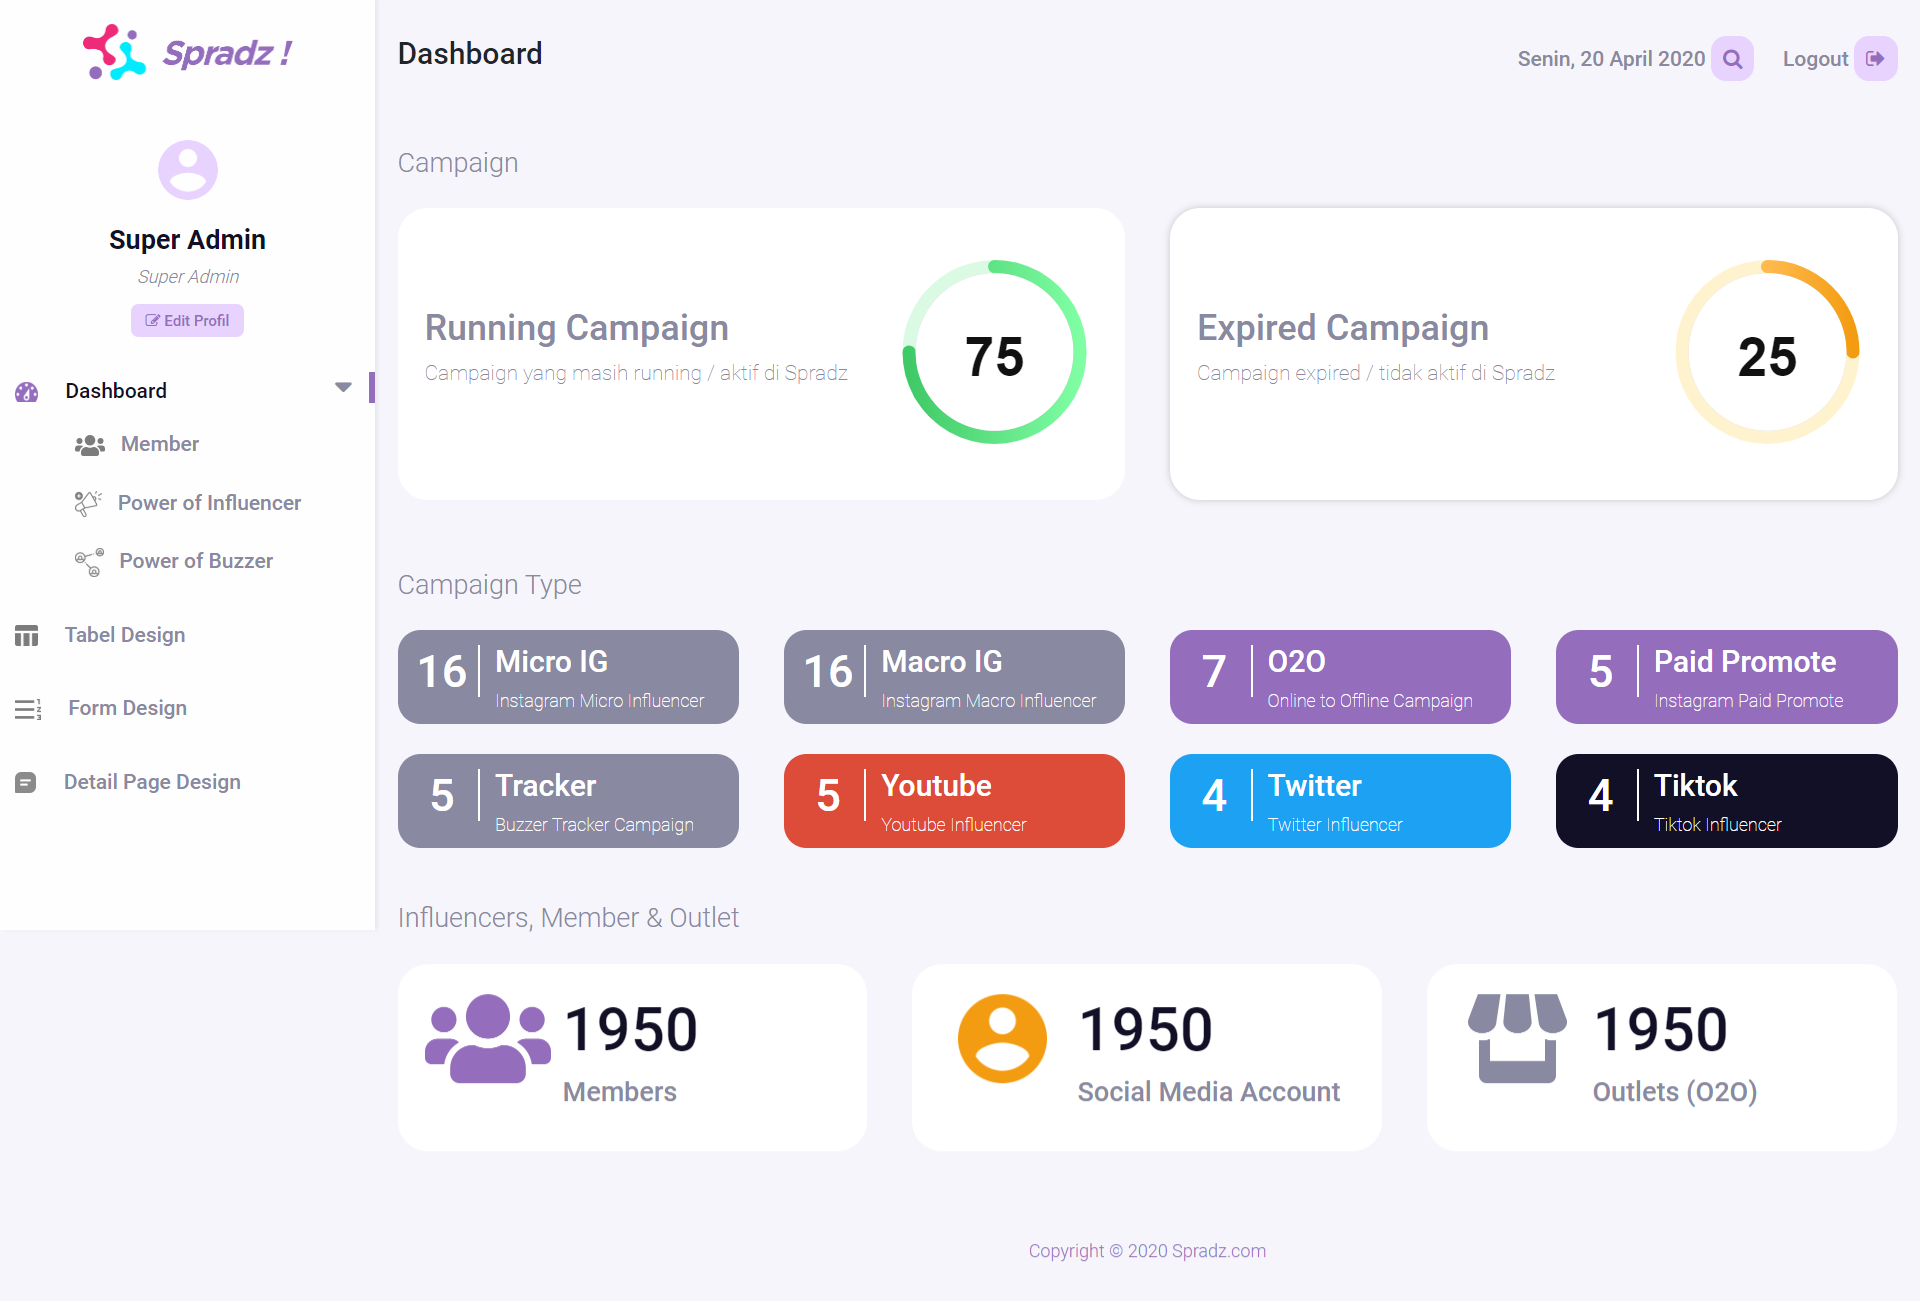 Spradz !
Dashboard
Senin, 20 April 2020
Logout
Super Admin
Super Admin
Edit Profil
Dashboard
Member
Power of Influencer
Power of Buzzer
Tabel Design
Form Design
Detail Page Design
Campaign
Running Campaign
Campaign yang masih running / aktif di Spradz
75
Expired Campaign
Campaign expired / tidak aktif di Spradz
25
Campaign Type
16
Micro IG
Instagram Micro Influencer
16
Macro IG
Instagram Macro Influencer
7
O2O
Online to Offline Campaign
5
Paid Promote
Instagram Paid Promote
5
Tracker
Buzzer Tracker Campaign
5
Youtube
Youtube Influencer
4
Twitter
Twitter Influencer
4
Tiktok
Tiktok Influencer
Influencers, Member & Outlet
1950
Members
1950
Social Media Account
1950
Outlets (O2O)
Copyright © 2020 Spradz.com